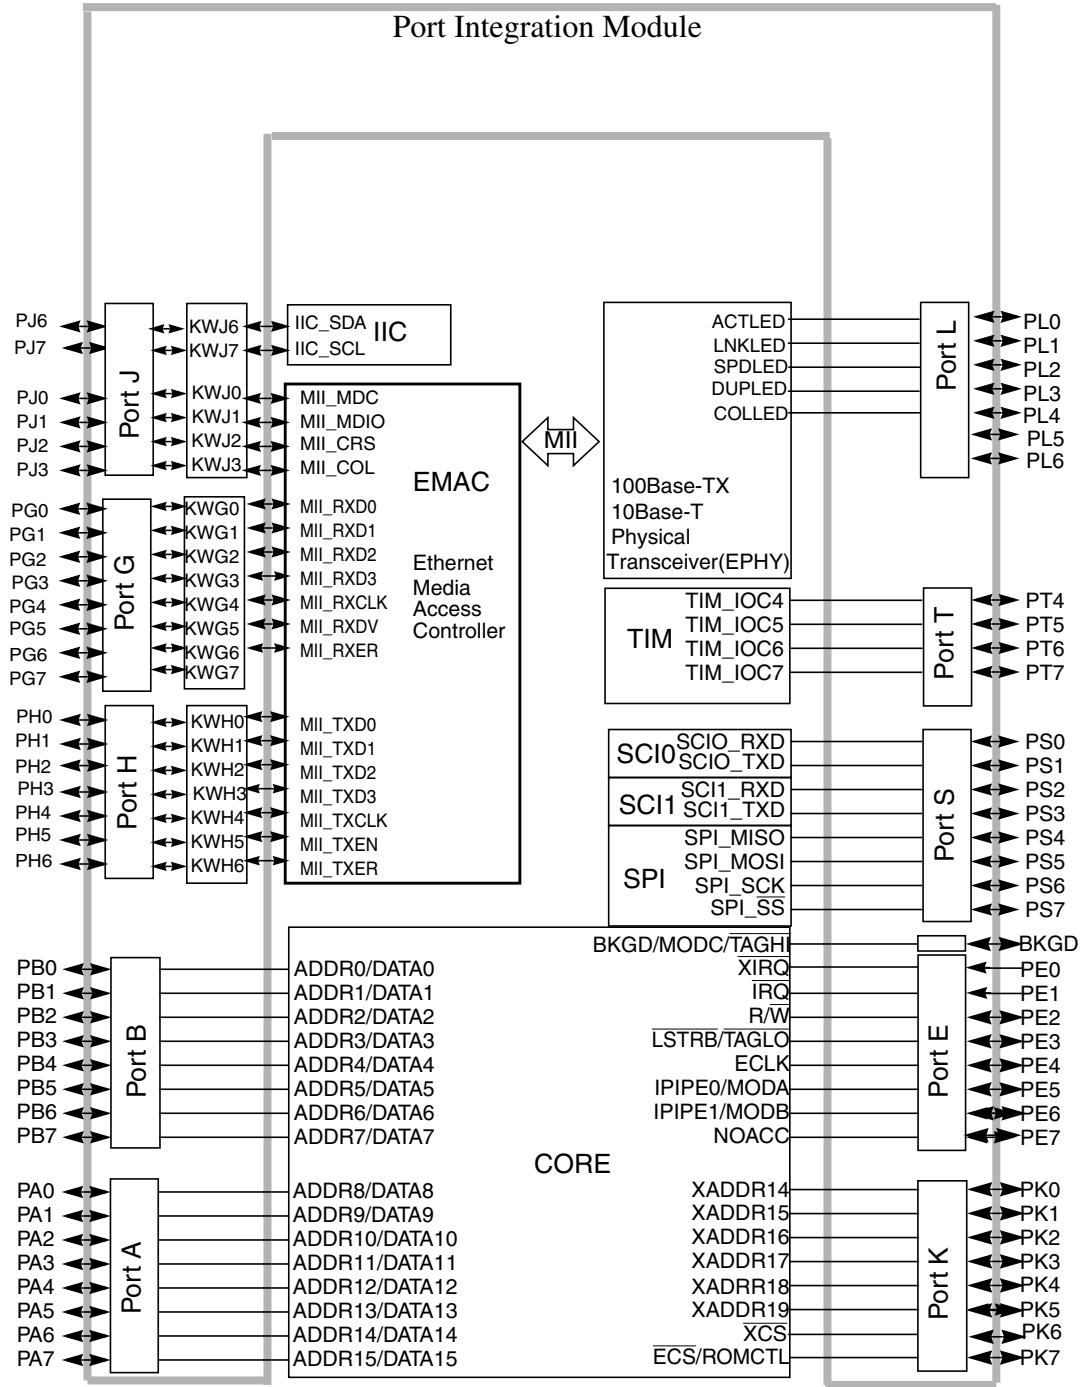 Port Integration Module
PJ6
PJ7
PJ0
PJ1
PJ2
PJ3
Port J
KWJ6
KWJ7
KWJ0
KWJ1
KWJ2
KWJ3
IIC_SDA
IIC_SCL
IIC
PG0
PG1
PG2
PG3
PG4
PG5
PG6
PG7
Port G
KWG0
KWG1
KWG2
KWG3
KWG4
KWG5
KWG6
KWG7
PH0
PH1
PH2
PH3
PH4
PH5
PH6
Port H
KWH0
KWH1
KWH2
KWH3
KWH4
KWH5
KWH6
MII_MDC
MII_MDIO
MII_CRS
MII_COL
MII_RXD0
MII_RXD1
MII_RXD2
MII_RXD3
MII_RXCLK
MII_RXDV
MII_RXER
MII_TXD0
MII_TXD1
MII_TXD2
MII_TXD3
MII_TXCLK
MII_TXEN
MII_TXER
EMAC
Ethernet
Media
Access
Controller
MII
ACTLED
LNKLED
SPDLED
DUPLED
COLLED
100Base-TX
10Base-T
Physical
Transceiver(EPHY)
Port L
PL0
PL1
PL2
PL3
PL4
PL5
PL6
TIM
TIM_IOC4
TIM_IOC5
TIM_IOC6
TIM_IOC7
Port T
PT4
PT5
PT6
PT7
SCI0
SCIO_RXD
SCIO_TXD
SCI1
SCI1_RXD
SCI1_TXD
SPI
SPI_MISO
SPI_MOSI
SPI_SCK
SPI_SS
Port S
PS0
PS1
PS2
PS3
PS4
PS5
PS6
PS7
PB0
PB1
PB2
PB3
PB4
PB5
PB6
PB7
Port B
ADDR0/DATA0
ADDR1/DATA1
ADDR2/DATA2
ADDR3/DATA3
ADDR4/DATA4
ADDR5/DATA5
ADDR6/DATA6
ADDR7/DATA7
PA0
PA1
PA2
PA3
PA4
PA5
PA6
PA7
Port A
ADDR8/DATA8
ADDR9/DATA9
ADDR10/DATA10
ADDR11/DATA11
ADDR12/DATA12
ADDR13/DATA13
ADDR14/DATA14
ADDR15/DATA15
CORE
BKGD/MODC/TAGHI
XIRQ
IRQ
R/W
LSTRB/TAGLO
ECLK
IPIPE0/MODA
IPIPE1/MODB
NOACC
BKGD
Port E
PE0
PE1
PE2
PE3
PE4
PE5
PE6
PE7
XADDR14
XADDR15
XADDR16
XADDR17
XADRR18
XADDR19
XCS
ECS/ROMCTL
Port K
PK0
PK1
PK2
PK3
PK4
PK5
PK6
PK7